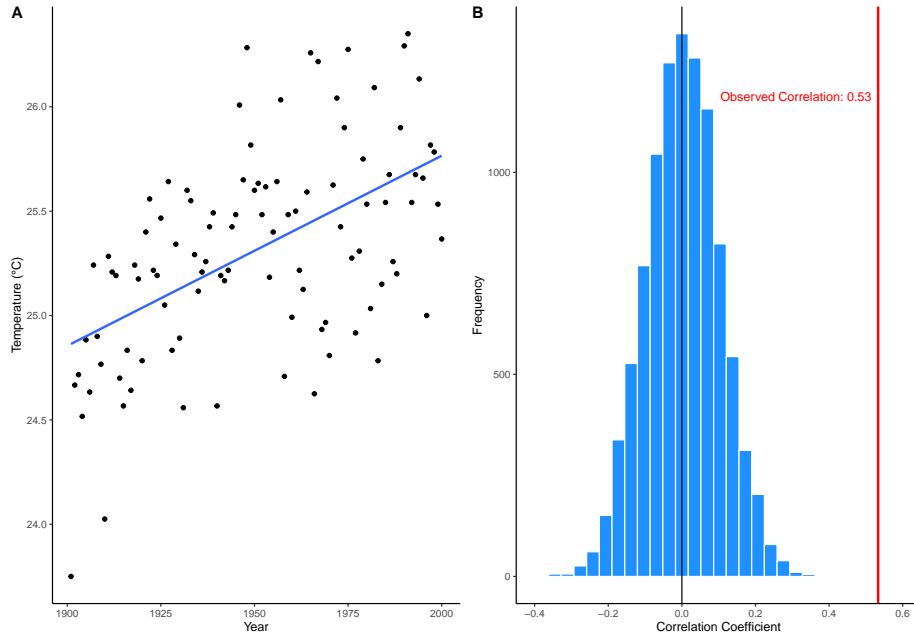 A
Temperature (°C)
26.0
25.5
25.0
24.5
24.0
1900 1925 1950 1975 2000
Year
B
Observed Correlation: 0.53
Frequency
1000
500
0
−0.4 −0.2 0.0 0.2 0.4 0.6
Correlation Coefficient